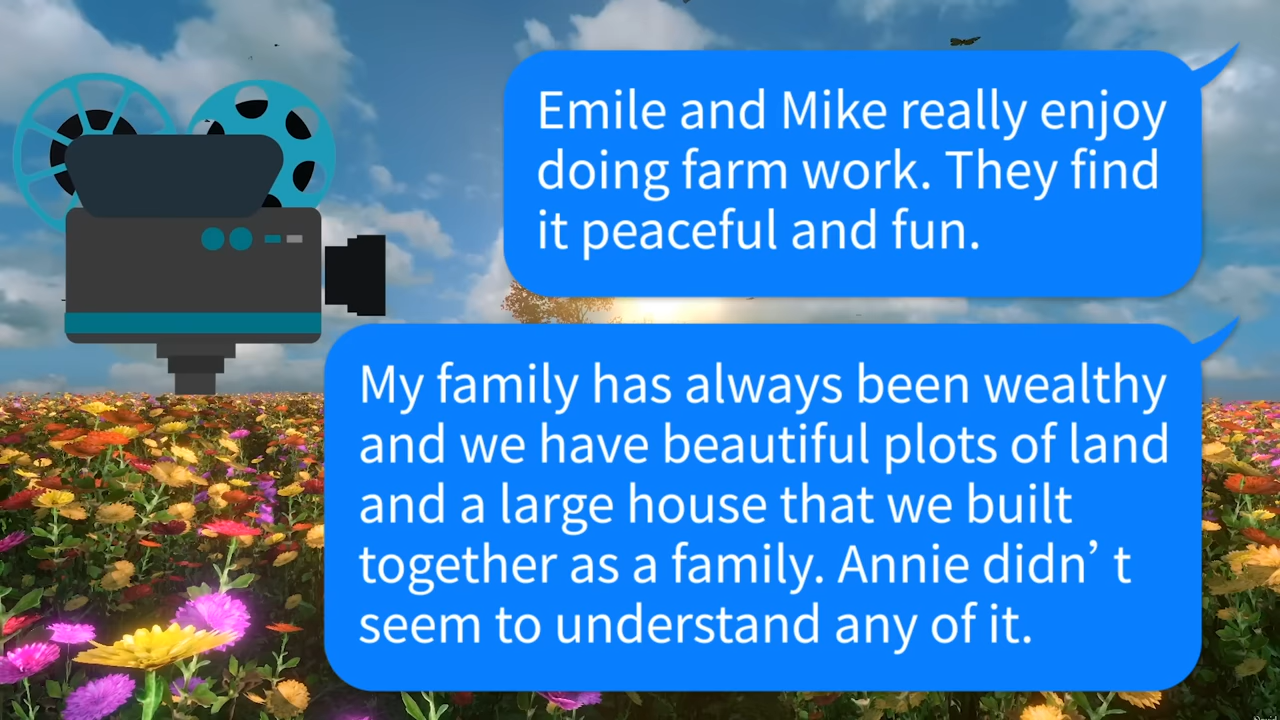 Emile and Mike really enjoy
doing farm work. They find
it peaceful and fun.
My family has always been wealthy
and we have beautiful plots of land
and a large house that we built
together as a family. Annie didn’ t
seem to understand any of it.